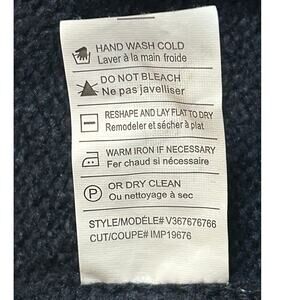 HAND WASH COLD
Laver à la main froide
DO NOT BLEACH
Ne pas javelliser
RESHAPE AND LAY FLAT TO DRY
Remodeler et sécher à plat
WARM IRON IF NECESSARY
Fer chaud si nécessaire
P
OR DRY CLEAN
Ou nettoyage à sec
STYLE/MODÈLE# V367676766
CUT/COUPE# IMP19676